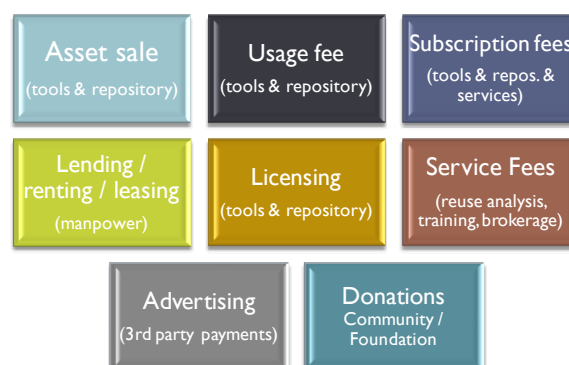 Asset sale
(tools & repository)
Usage fee
(tools & repository)
Subscription fees
(tools & repos. &
services)
Lending /
renting / leasing
(manpower)
Licensing
(tools & repository)
Service Fees
(reuse analysis,
training, brokerage)
Advertising
(3rd party payments)
Donations
Community /
Foundation